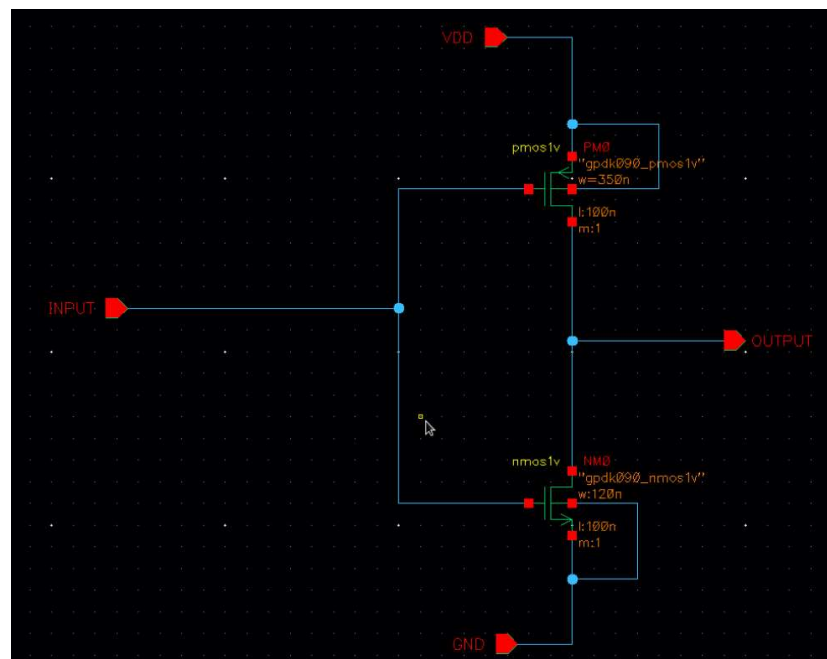 VDD
pmos1v PM0
"gpdk090_pmos1v"
w=350n
l:100n
m:1
INPUT
OUTPUT
nmos1v NM0
"gpdk090_nmos1v"
w:120n
l:100n
m:1
GND